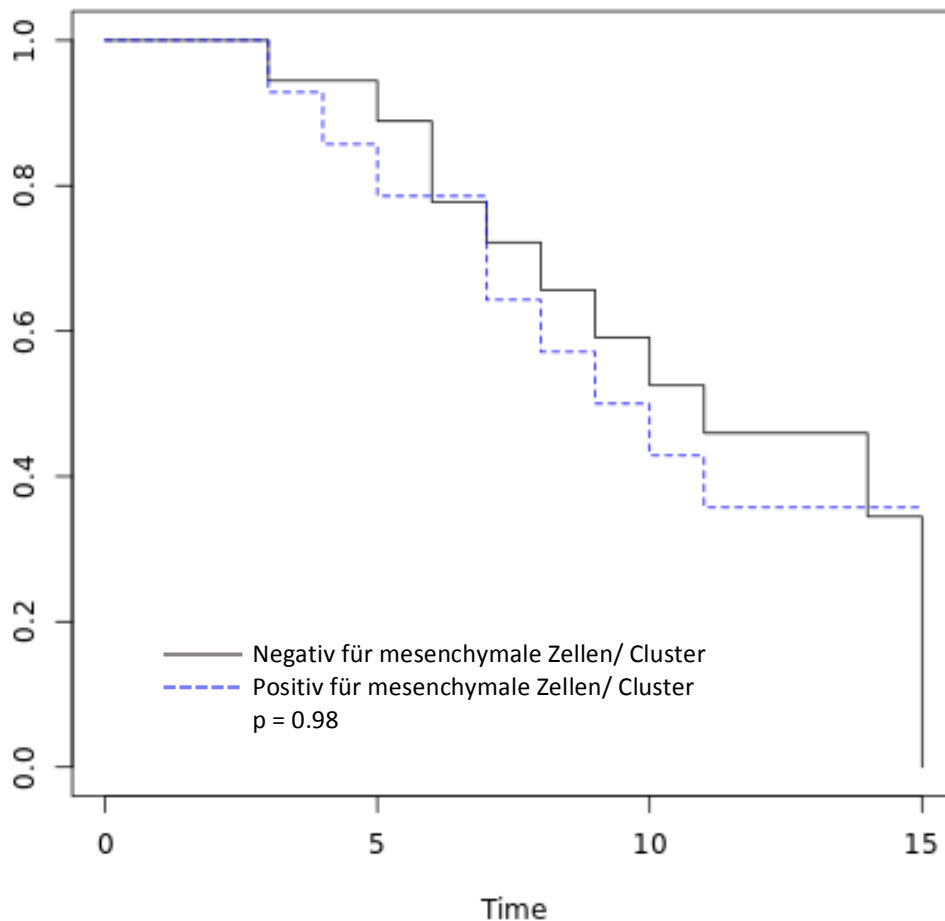 1.0
0.8
0.6
0.4
0.2
0.0
Negativ für mesenchymale Zellen/ Cluster
Positiv für mesenchymale Zellen/ Cluster
p = 0.98
0 5 10 15
Time